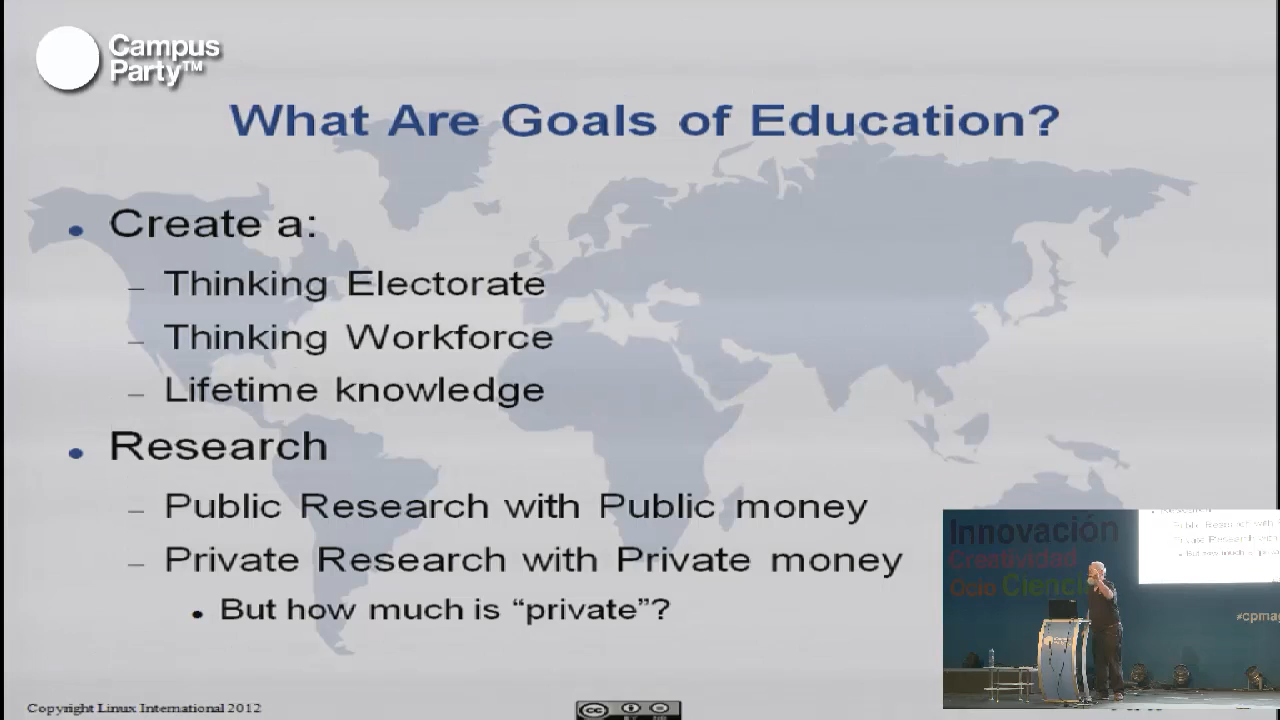 Campus
Party™
What Are Goals of Education?
Create a:
Thinking Electorate
Thinking Workforce
Lifetime knowledge
Research
Public Research with Public money
Private Research with Private money
But how much is “private”?
Innovación
Creatividad
Ocio Ciencia
#cpmag
Copyright Linux International 2012
cc